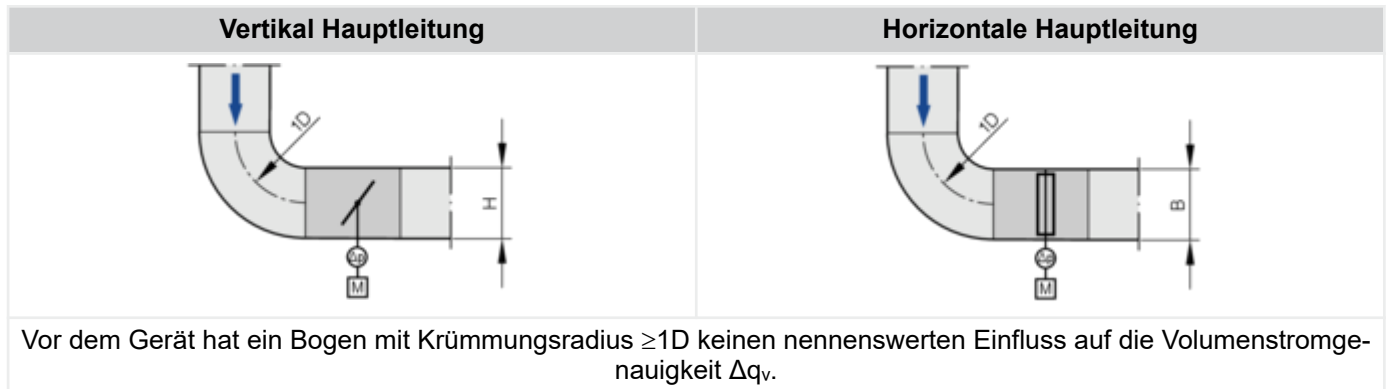 Vertikal Hauptleitung
Horizontale Hauptleitung
1D
H
Δp
M
1D
B
Δp
M
Vor dem Gerät hat ein Bogen mit Krümmungsradius ≥1D keinen nennenswerten Einfluss auf die Volumenstromge-
nauigkeit Δqᵥ.